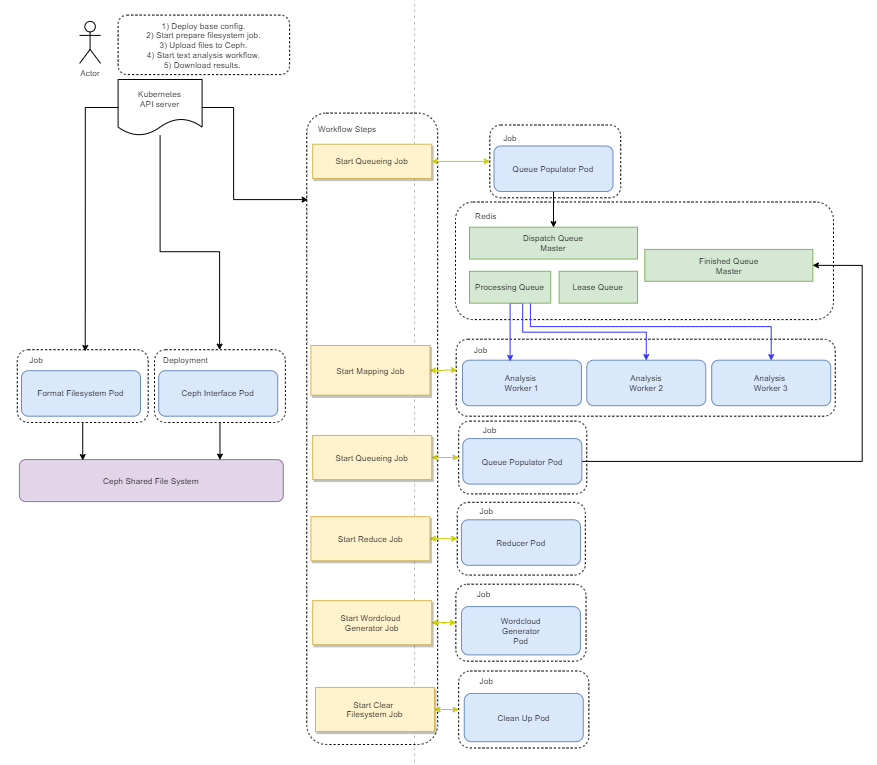 1) Deploy base config.
2) Start prepare filesystem job.
3) Upload files to Ceph.
4) Start text analysis workflow.
5) Download results.
Actor
Kubernetes
API server
Workflow Steps
Start Queueing Job
Job
Queue Populator Pod
Redis
Dispatch Queue
Master
Finished Queue
Master
Processing Queue
Lease Queue
Job
Format Filesystem Pod
Deployment
Ceph Interface Pod
Ceph Shared File System
Start Mapping Job
Job
Analysis
Worker 1
Analysis
Worker 2
Analysis
Worker 3
Start Queueing Job
Job
Queue Populator Pod
Start Reduce Job
Job
Reducer Pod
Start Wordcloud
Generator Job
Job
Wordcloud
Generator
Pod
Start Clear
Filesystem Job
Job
Clean Up Pod